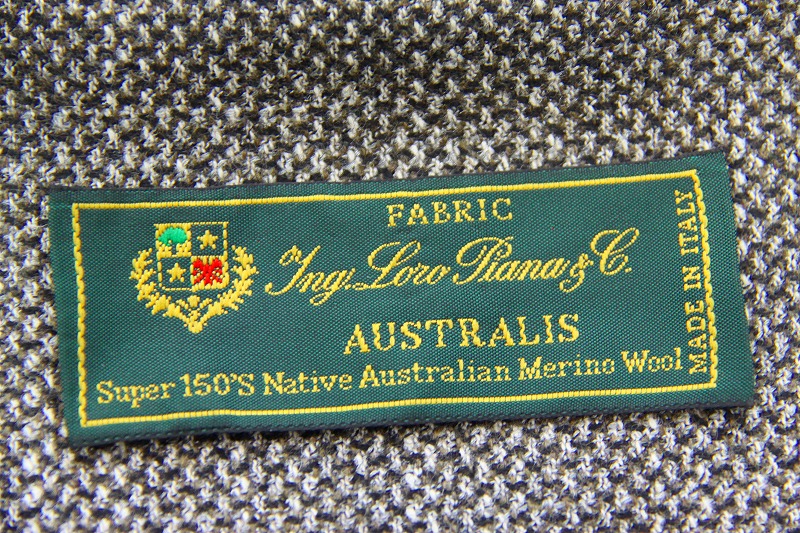 FABRIC
Ing. Loro Piana & C.
AUSTRALIS
Super 150'S Native Australian Merino Wool
MADE IN ITALY